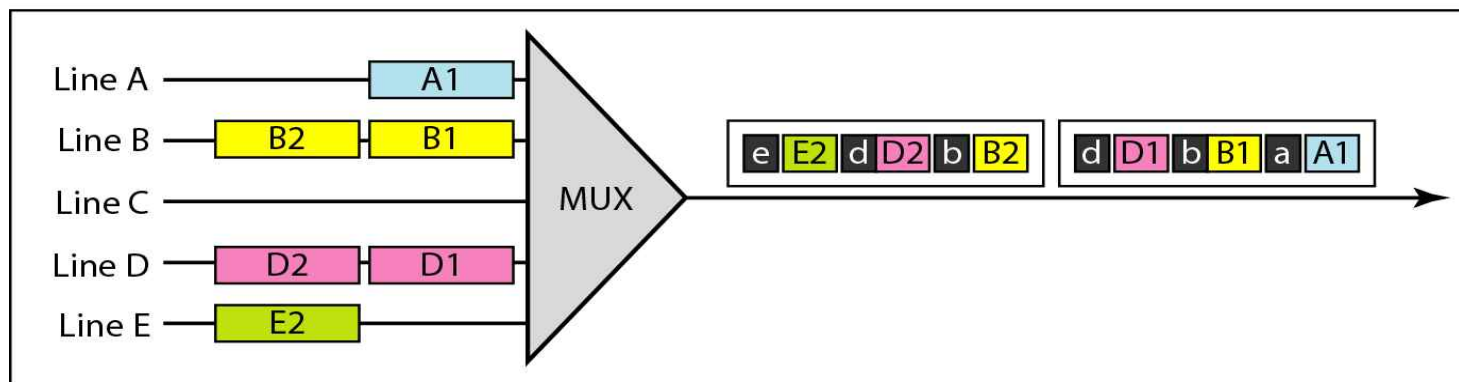 Line A A1
Line B B2 B1
Line C
Line D D2 D1
Line E E2
MUX
e E2 d D2 b B2 d D1 b B1 a A1